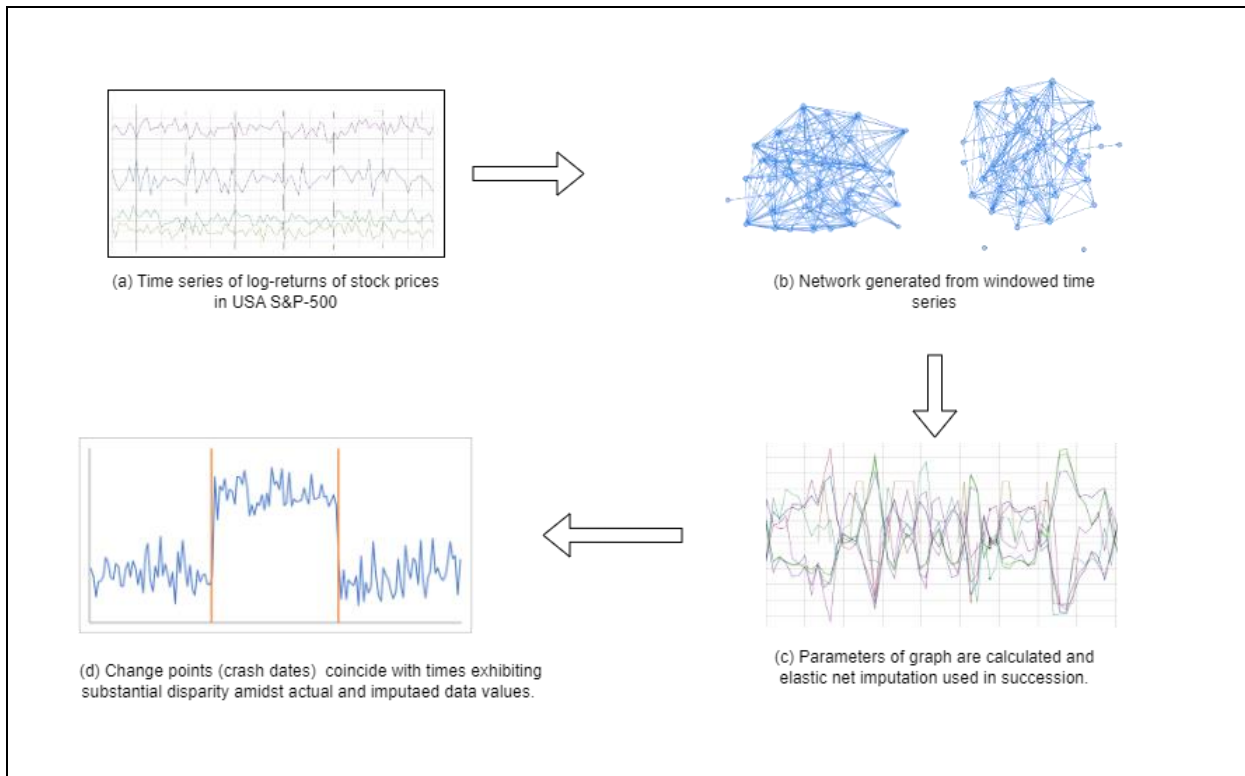 (a) Time series of log-returns of stock prices
in USA S&P-500
(b) Network generated from windowed time
series
(c) Parameters of graph are calculated and
elastic net imputation used in succession.
(d) Change points (crash dates)  coincide with times exhibiting
substantial disparity amidst actual and imputaed data values.